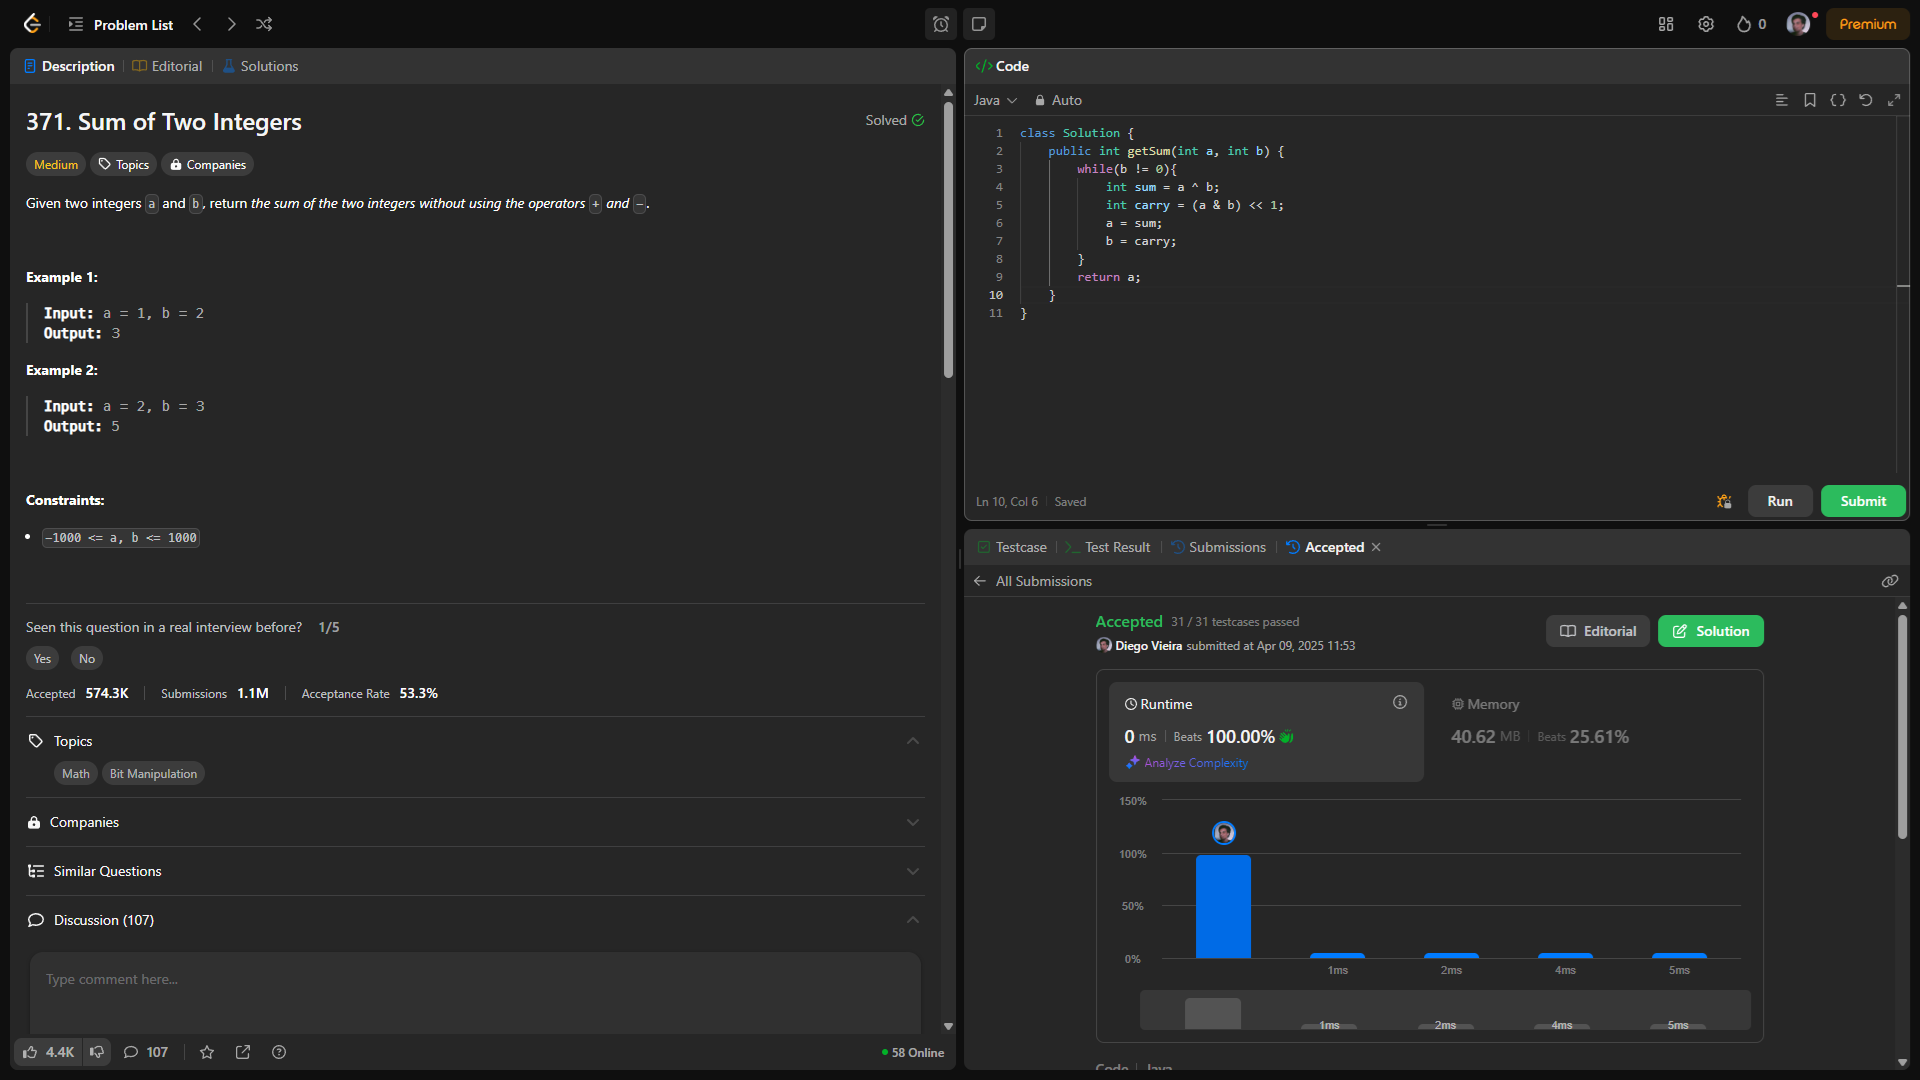 Problem List
0
Premium
Description
Editorial
Solutions
371. Sum of Two Integers
Solved
Medium
Topics
Companies
Given two integers a and b, return the sum of the two integers without using the operators + and -.
Example 1:
Input: a = 1, b = 2
Output: 3
Example 2:
Input: a = 2, b = 3
Output: 5
Constraints:
-1000 <= a, b <= 1000
Seen this question in a real interview before? 1/5
Yes No
Accepted 574.3K Submissions 1.1M Acceptance Rate 53.3%
Topics
Math Bit Manipulation
Companies
Similar Questions
Discussion (107)
Type comment here...
4.4K 107 58 Online
</> Code
Java Auto
1 class Solution {
2 public int getSum(int a, int b) {
3 while(b != 0){
4 int sum = a ^ b;
5 int carry = (a & b) << 1;
6 a = sum;
7 b = carry;
8 }
9 return a;
10 }
11 }
Ln 10, Col 6 Saved
Run Submit
Testcase Test Result Submissions Accepted
All Submissions
Accepted 31 / 31 testcases passed
Diego Vieira submitted at Apr 09, 2025 11:53
Editorial Solution
Runtime
0 ms Beats 100.00%
Analyze Complexity
Memory
40.62 MB Beats 25.61%
150%
100%
50%
0%
1ms 2ms 4ms 5ms
1ms 2ms 4ms 5ms
Code Java